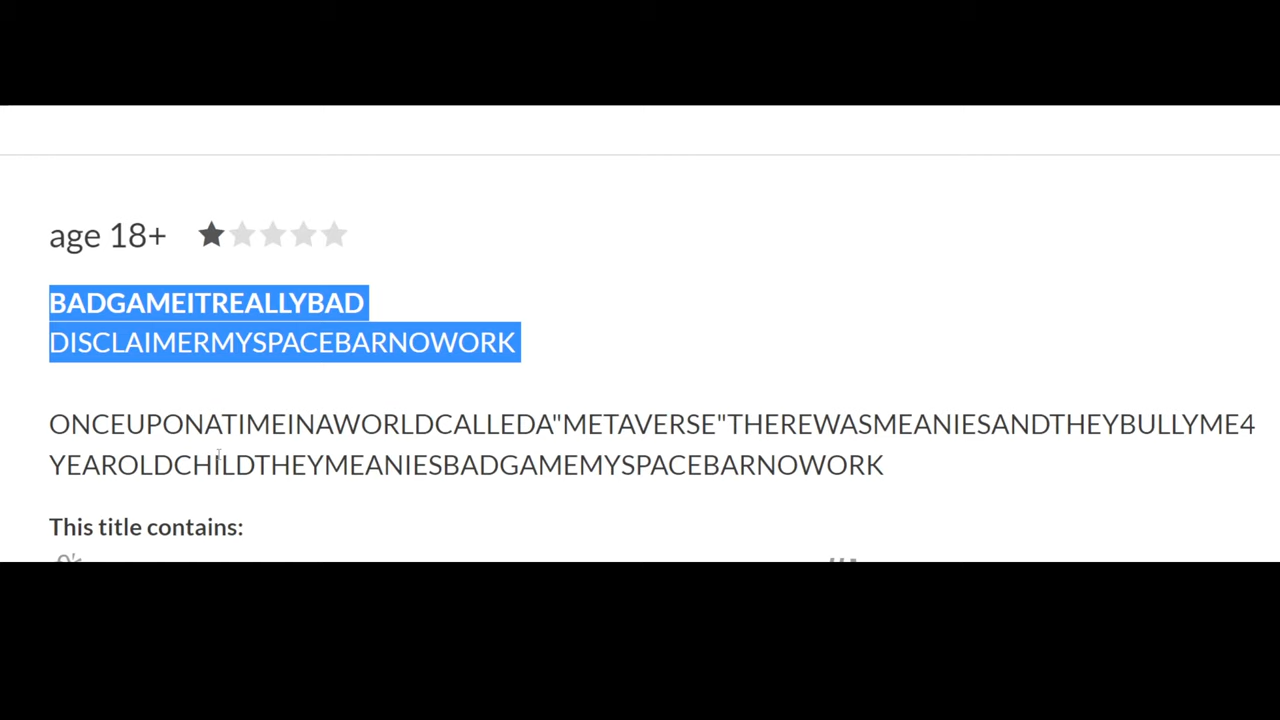 age 18+
BADGAMEITREALLYBAD
DISCLAIMERMYSPACEBARNOWORK
ONCEUPONATIMEINAWORLDCALLEDA"METAVERSE"THEREWASMEANIESANDTHEYBULLYME4
YEAROLDCHILDTHEYMEANIESBADGAMEMYSPACEBARNOWORK
This title contains: